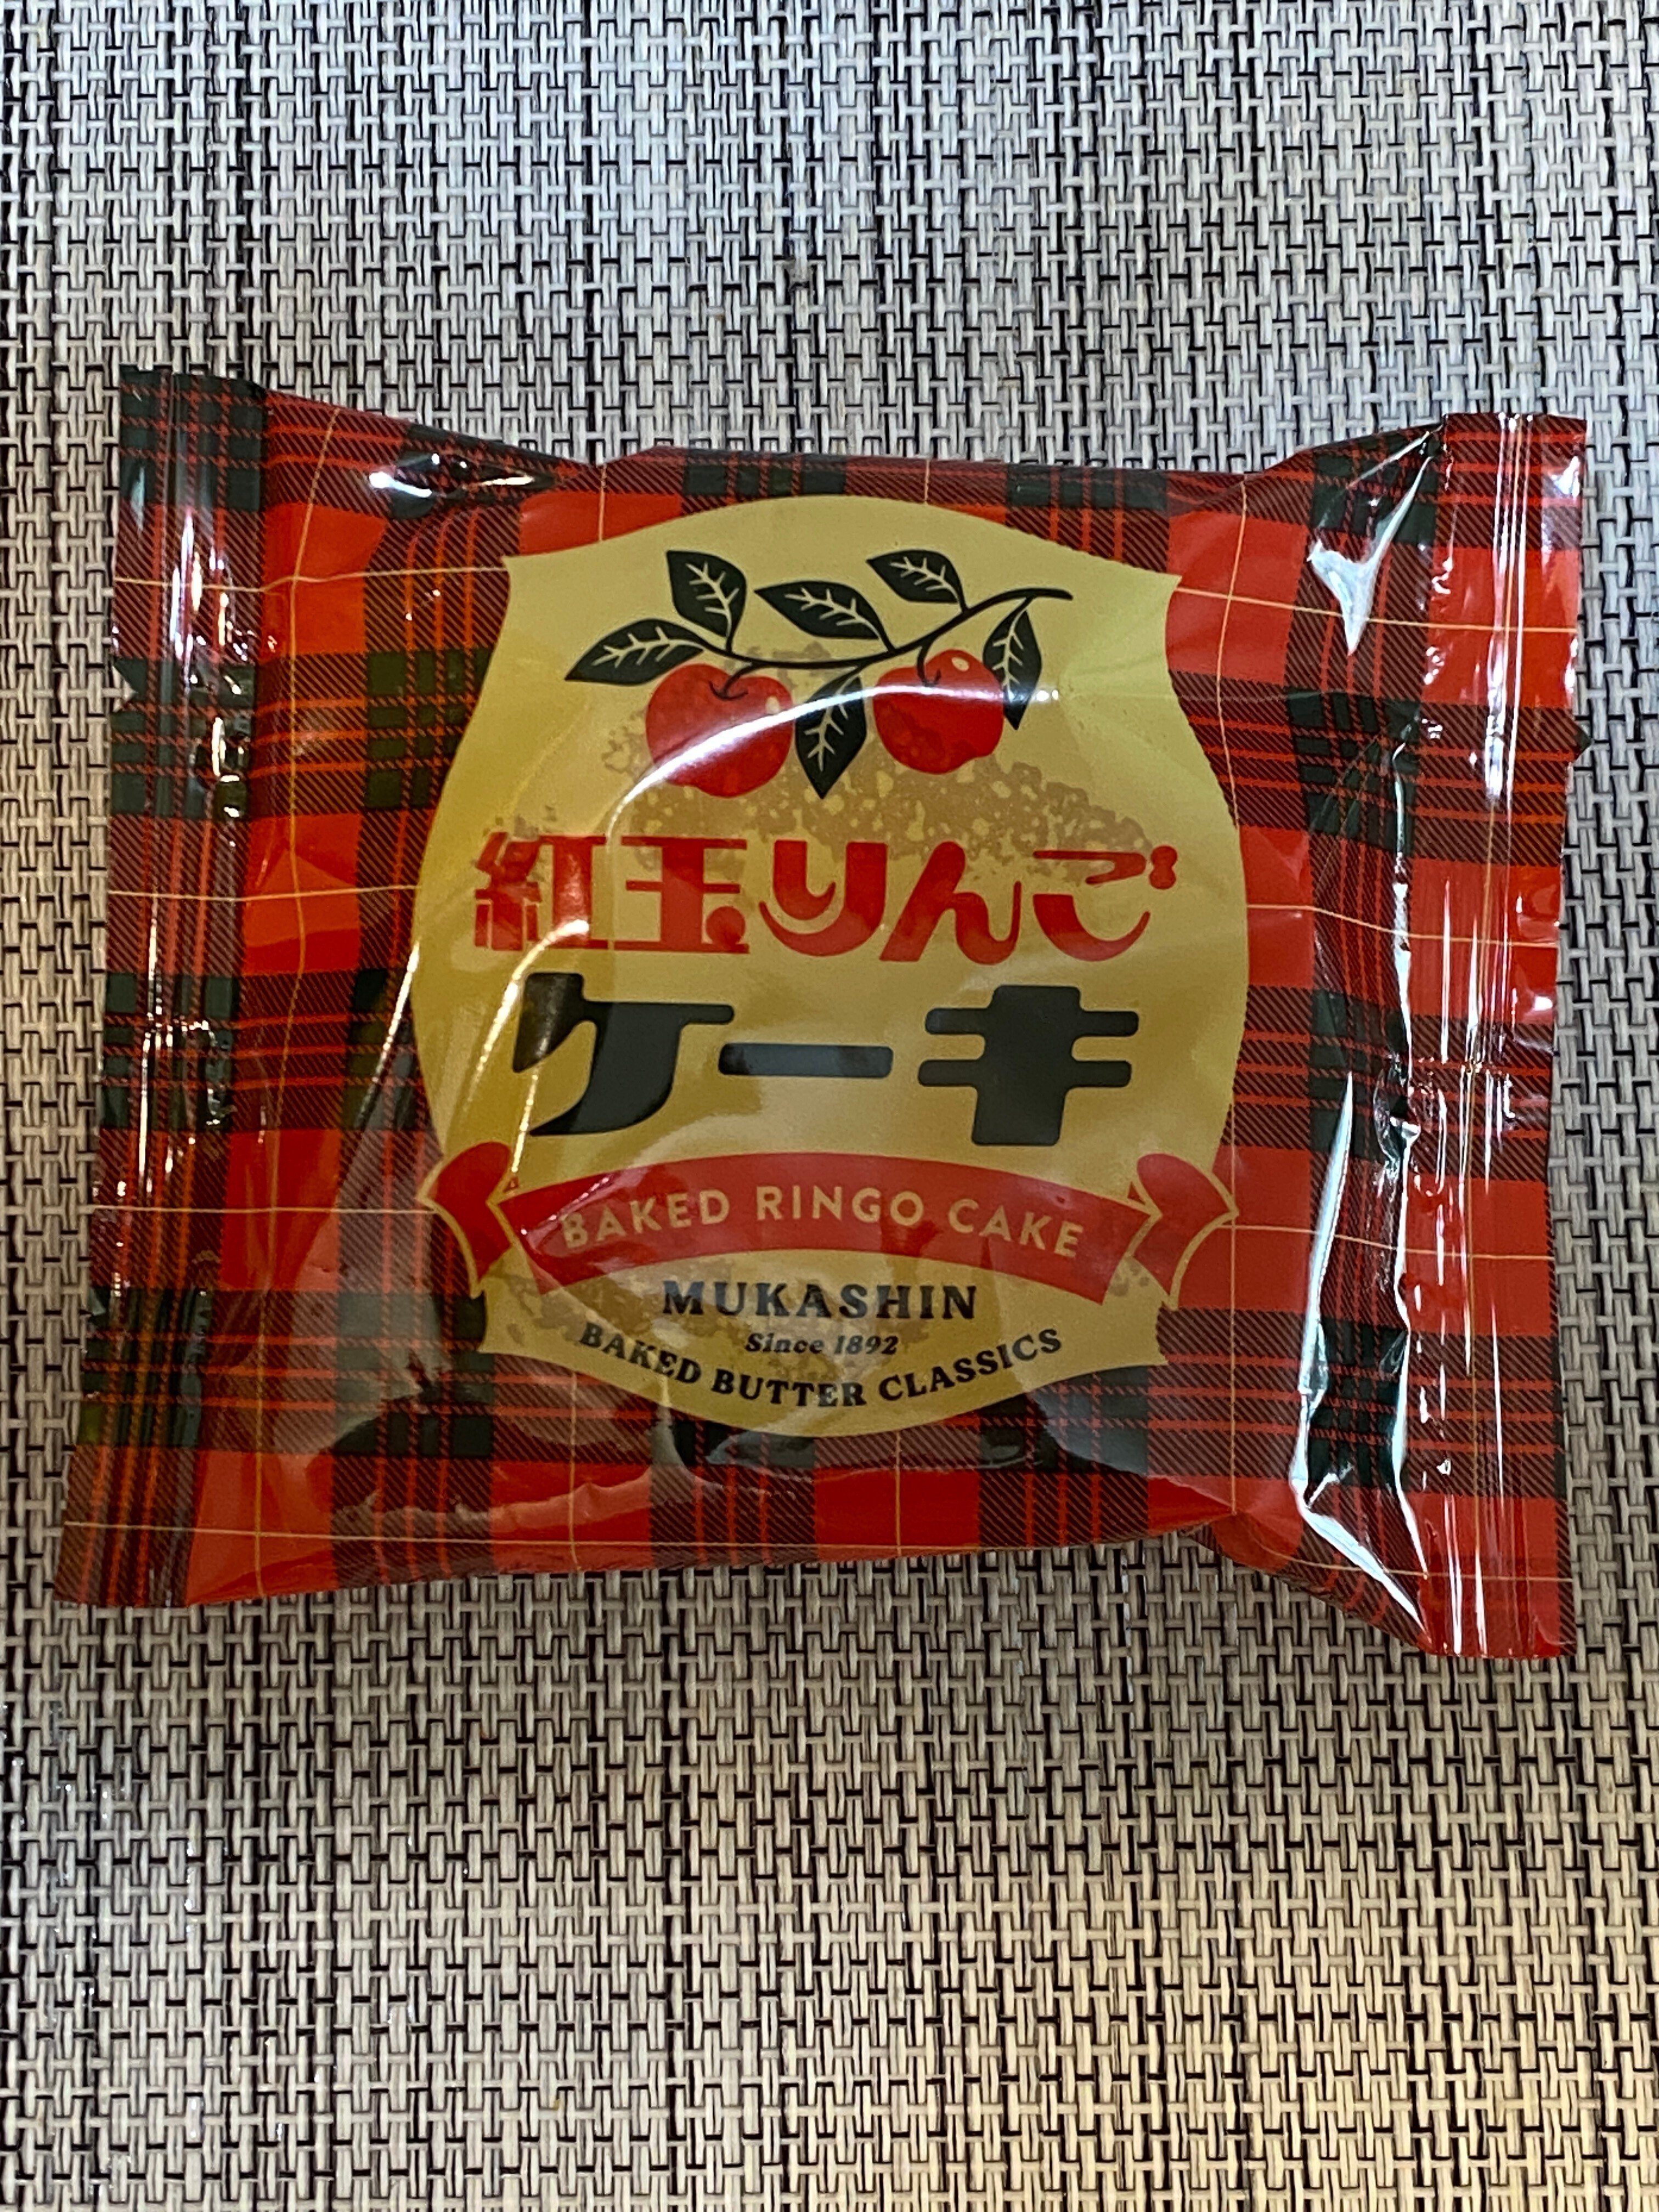 紅玉りんご
ケーキ
BAKED RINGO CAKE
MUKASHIN
Since 1892
BAKED BUTTER CLASSICS